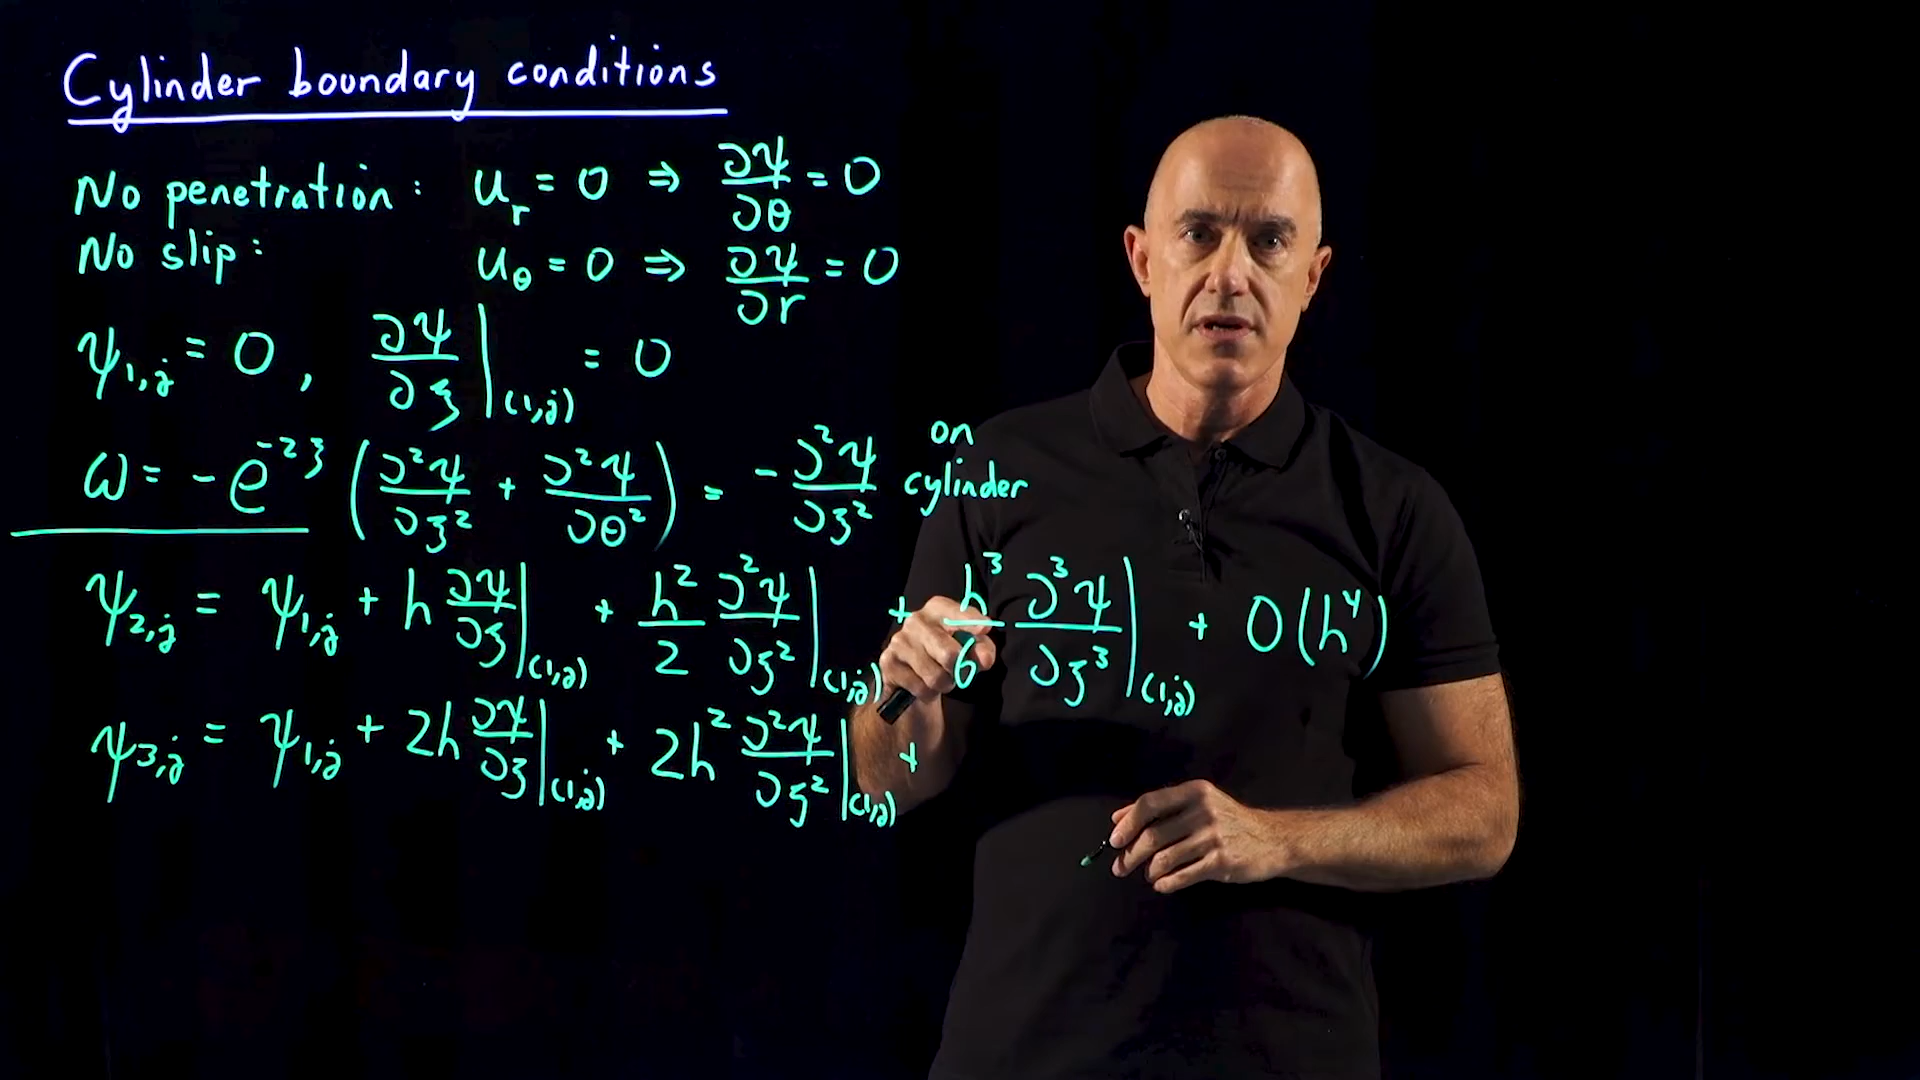 Cylinder boundary conditions
No penetration: u_r = 0 ⇒ ∂ψ/∂θ = 0
No slip: u_θ = 0 ⇒ ∂ψ/∂r = 0
ψ_{1,j} = 0, ∂ψ/∂ξ |_{(1,j)} = 0
ω = -e^{-2ξ} (∂²ψ/∂ξ² + ∂²ψ/∂θ²) = -∂²ψ/∂ξ² on cylinder
ψ_{2,j} = ψ_{1,j} + h ∂ψ/∂ξ |_{(1,j)} + h²/2 ∂²ψ/∂ξ² |_{(1,j)} + h³/6 ∂³ψ/∂ξ³ |_{(1,j)} + O(h⁴)
ψ_{3,j} = ψ_{1,j} + 2h ∂ψ/∂ξ |_{(1,j)} + 2h² ∂²ψ/∂ξ² |_{(1,j)} +